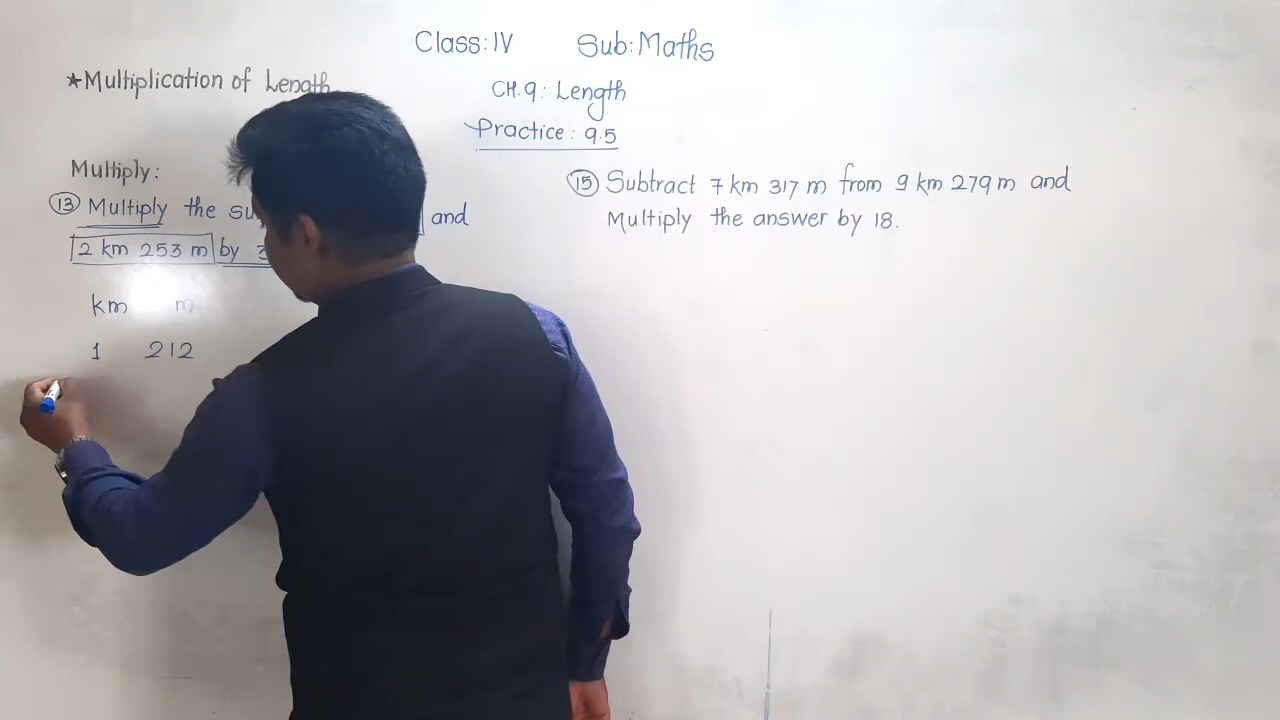 Class: IV Sub: Maths
*Multiplication of Length
CH.9: Length
Practice: 9.5
Multiply:
13 Multiply the and
2 km 253 m by
km m
1 212
15 Subtract 7 km 317 m from 9 km 279 m and
Multiply the answer by 18.